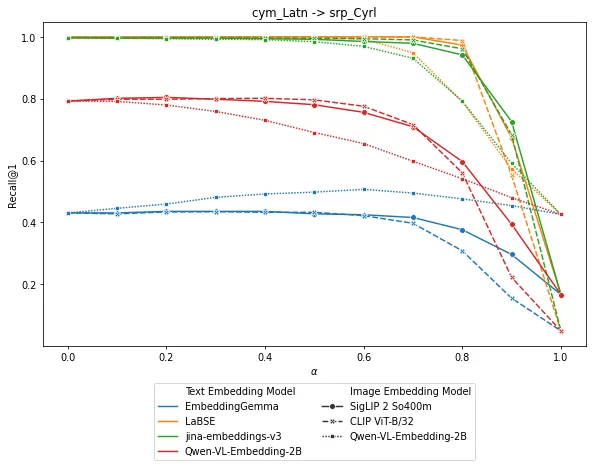 cym_Latn -> srp_Cyrl
Recall@1
1.0
0.8
0.6
0.4
0.2
0.0 0.2 0.4 0.6 0.8 1.0
α
Text Embedding Model
EmbeddingGemma
LaBSE
jina-embeddings-v3
Qwen-VL-Embedding-2B
Image Embedding Model
SigLIP 2 So400m
CLIP ViT-B/32
Qwen-VL-Embedding-2B